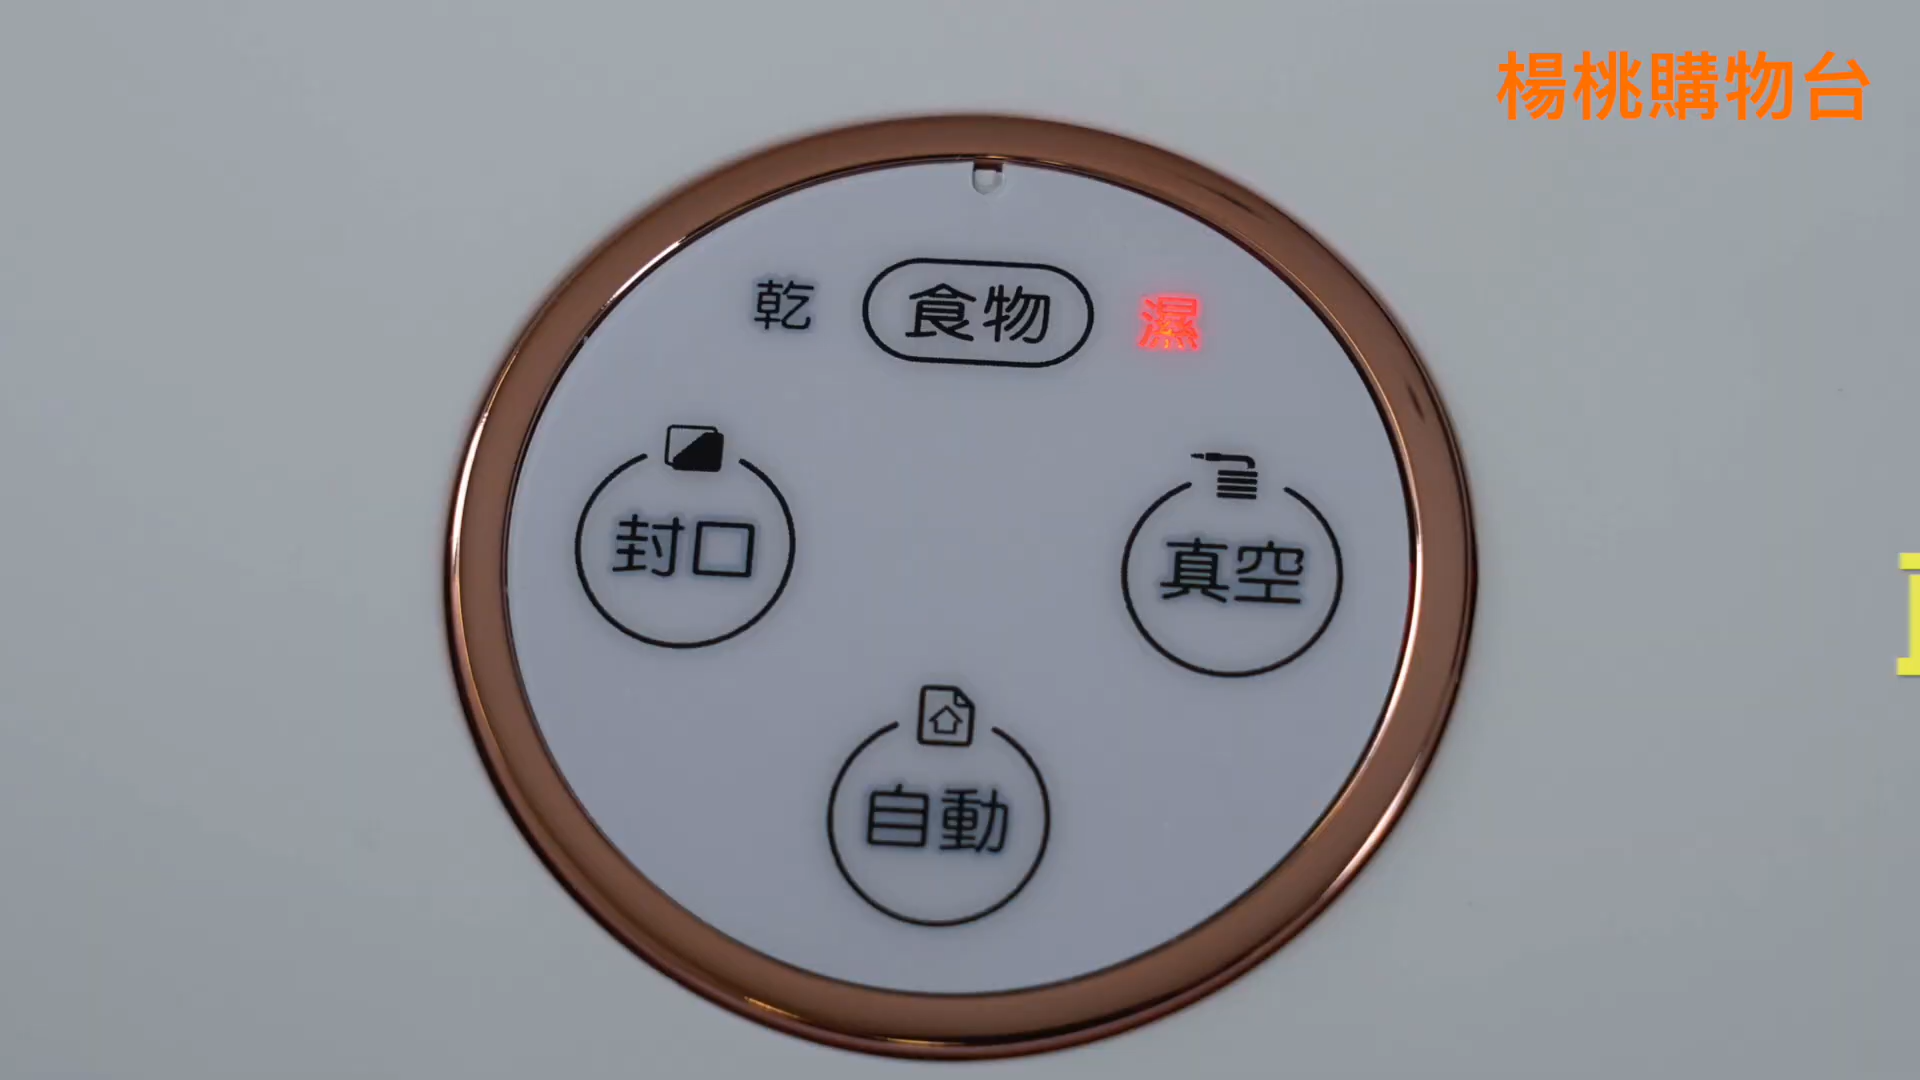 楊桃購物台
乾 食物 濕
封口
真空
自動